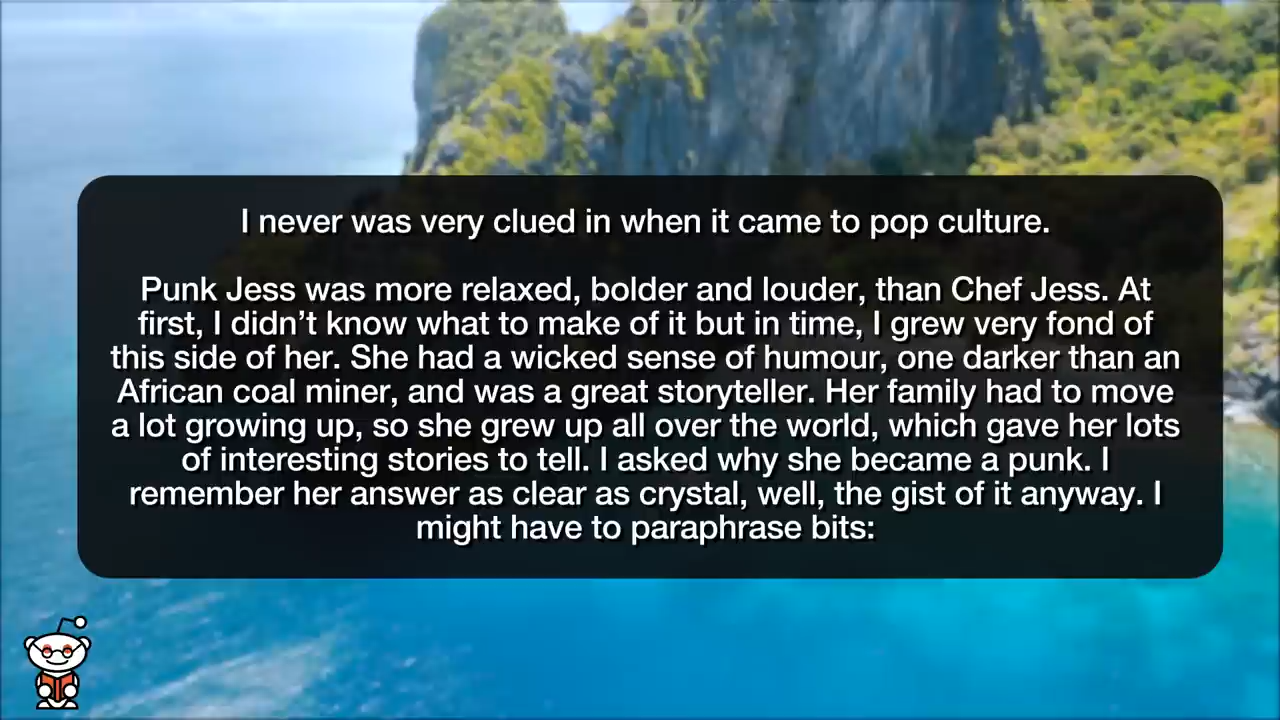 I never was very clued in when it came to pop culture.
Punk Jess was more relaxed, bolder and louder, than Chef Jess. At
first, I didn’t know what to make of it but in time, I grew very fond of
this side of her. She had a wicked sense of humour, one darker than an
African coal miner, and was a great storyteller. Her family had to move
a lot growing up, so she grew up all over the world, which gave her lots
of interesting stories to tell. I asked why she became a punk. I
remember her answer as clear as crystal, well, the gist of it anyway. I
might have to paraphrase bits: